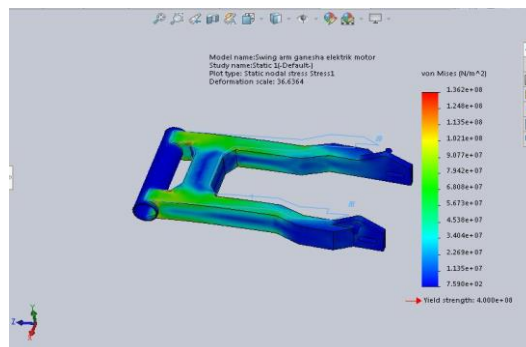 Model name:Swing arm ganesha elektrik motor
Study name:Static 1(-Default-)
Plot type: Static nodal stress Stress1
Deformation scale: 36.6364
von Mises (N/m^2)
1.362e+08
1.248e+08
1.135e+08
1.021e+08
9.077e+07
7.942e+07
6.808e+07
5.673e+07
4.538e+07
3.404e+07
2.269e+07
1.135e+07
7.590e+02
Yield strength: 4.000e+08
Y
Z
X